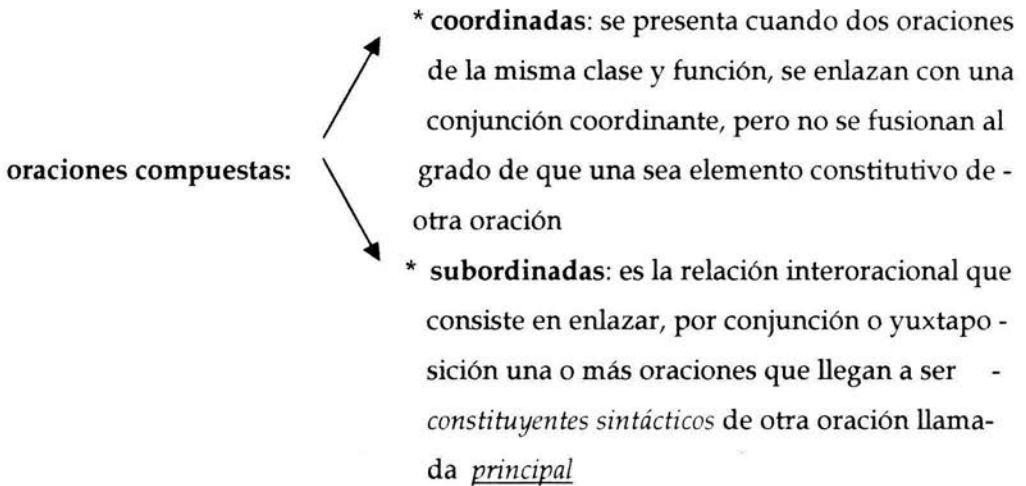 * coordinadas: se presenta cuando dos oraciones
de la misma clase y función, se enlazan con una
conjunción coordinante, pero no se fusionan al
oraciones compuestas: grado de que una sea elemento constitutivo de -
otra oración
* subordinadas: es la relación interoracional que
consiste en enlazar, por conjunción o yuxtapo -
sición una o más oraciones que llegan a ser -
constituyentes sintácticos de otra oración llama-
da principal